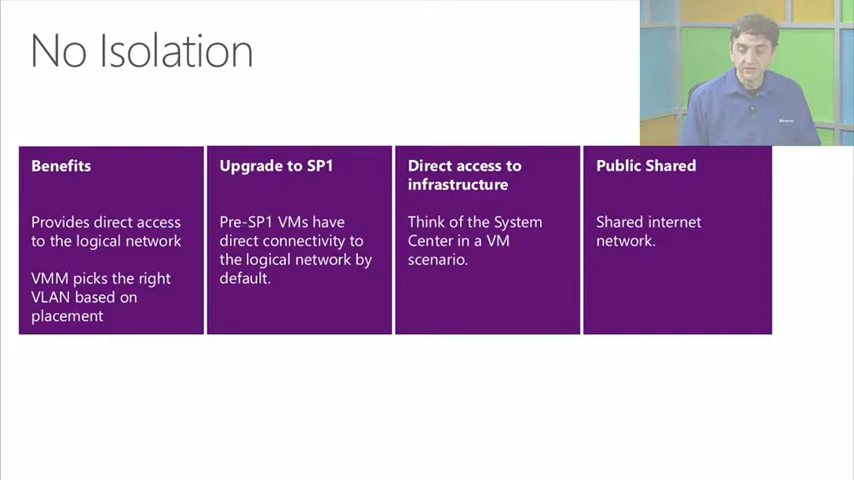 No Isolation
Benefits
Provides direct access
to the logical network
VMM picks the right
VLAN based on
placement
Upgrade to SP1
Pre-SP1 VMs have
direct connectivity to
the logical network by
default.
Direct access to
infrastructure
Think of the System
Center in a VM
scenario.
Public Shared
Shared internet
network.